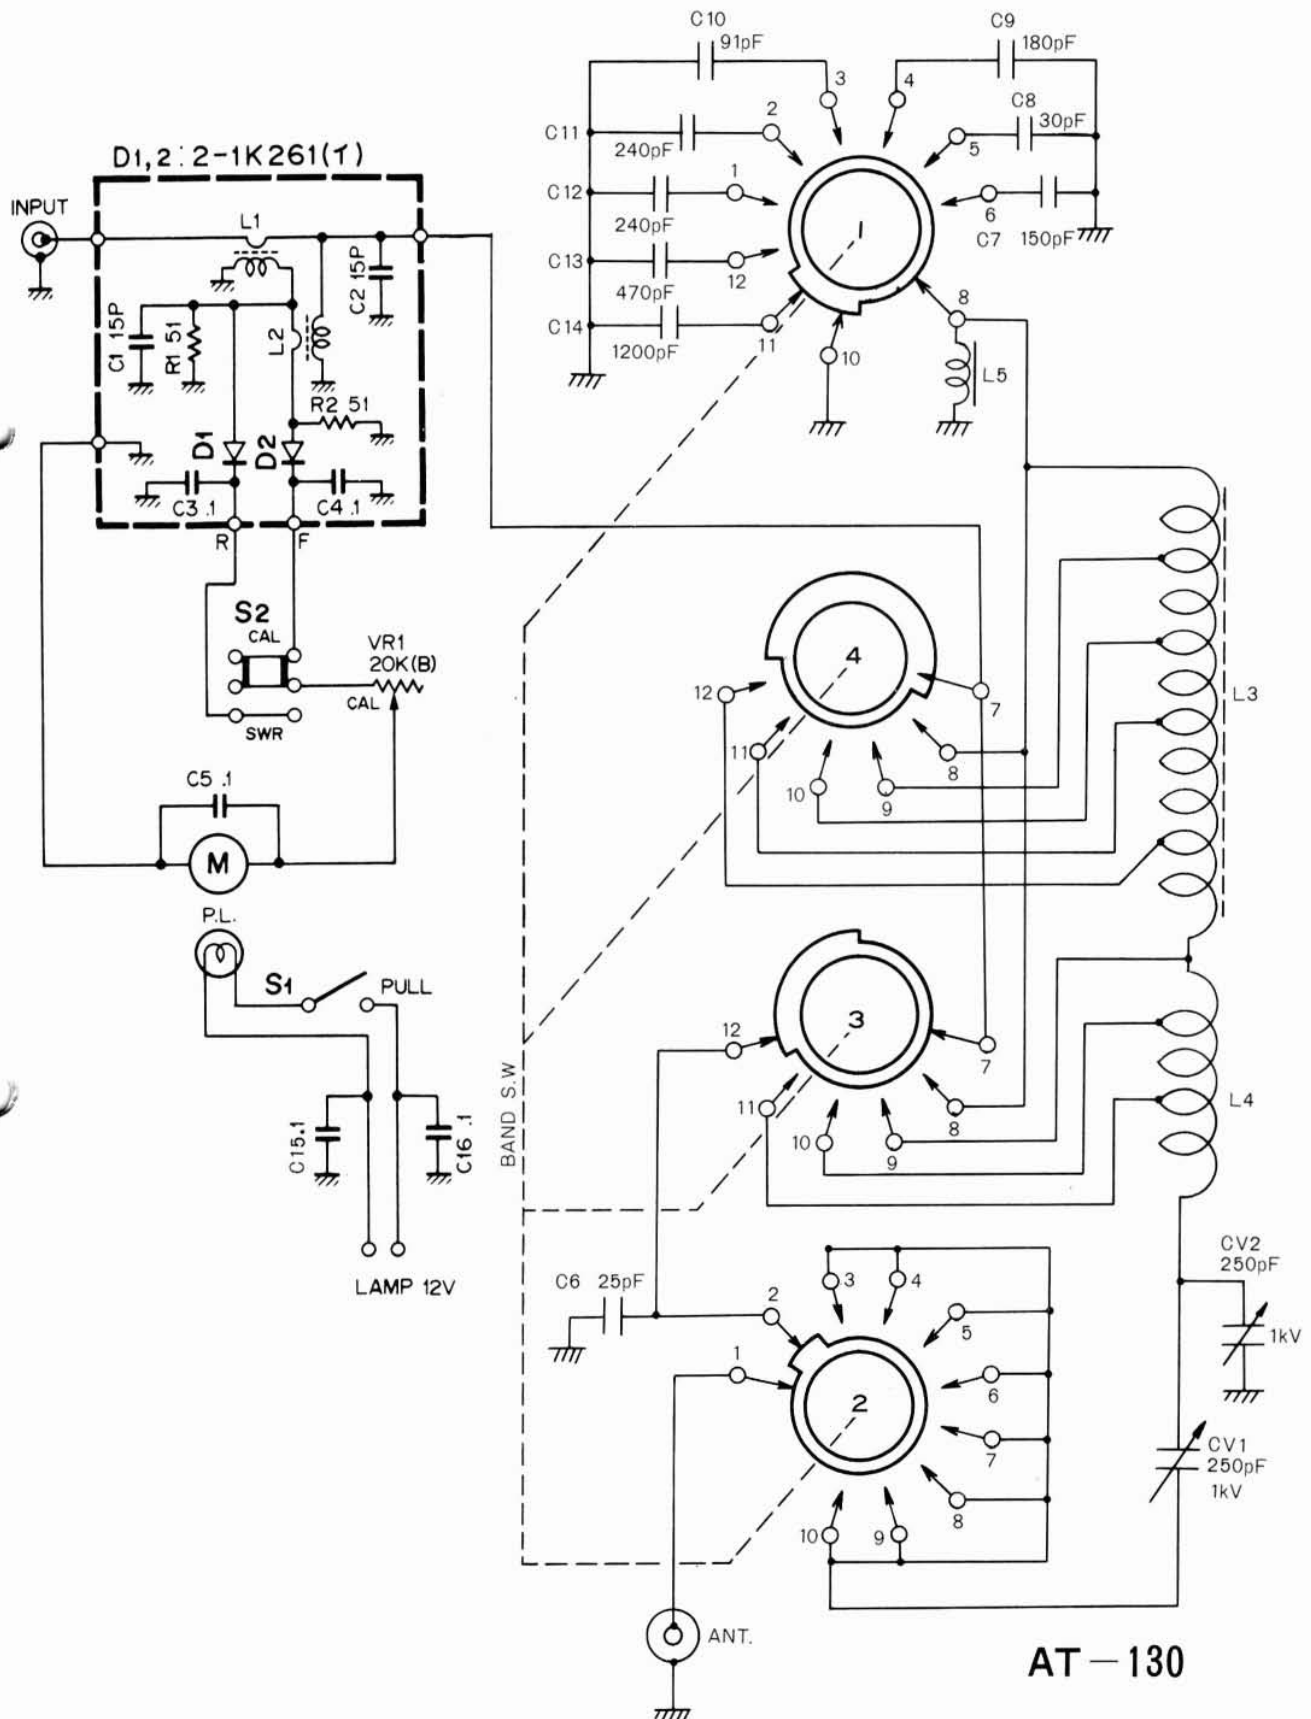 D1,2:2-1K261(T)
INPUT
L1
C1 15P
R1 51
L2
C2 15P
R2 51
D1
D2
C3 .1
C4 .1
R
F
S2
CAL
VR1
20K(B)
CAL
SWR
C5 .1
M
P.L.
S1
PULL
C15 .1
C16 .1
LAMP 12V
C10
91pF
C9
180pF
3
4
C11
240pF
2
C8
30pF
5
C12
240pF
1
6
C7
150pF
C13
470pF
12
1
C14
1200pF
11
10
8
L5
4
12
11
10
9
8
7
L3
3
12
11
10
9
8
7
L4
BAND S.W
C6
25pF
2
1
3
4
5
6
7
8
9
10
2
CV2
250pF
1kV
CV1
250pF
1kV
ANT.
AT-130